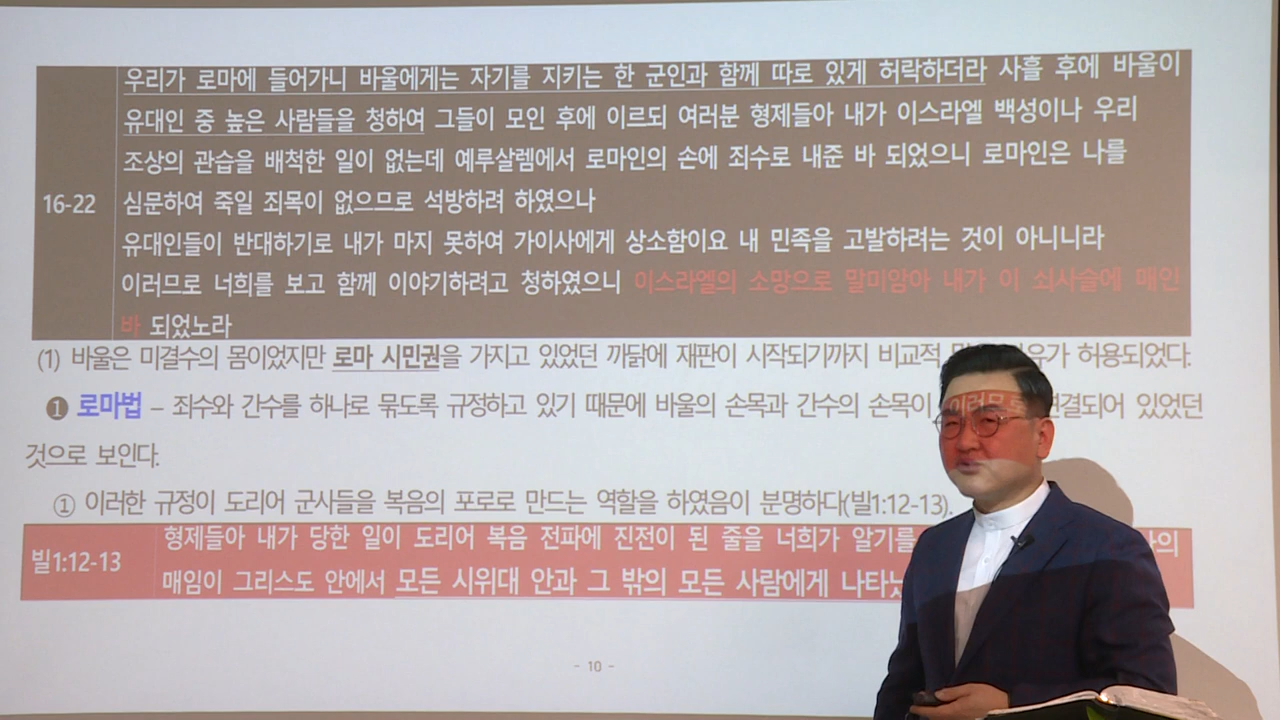 우리가 로마에 들어가니 바울에게는 자기를 지키는 한 군인과 함께 따로 있게 허락하더라 사흘 후에 바울이
유대인 중 높은 사람들을 청하여 그들이 모인 후에 이르되 여러분 형제들아 내가 이스라엘 백성이나 우리
조상의 관습을 배척한 일이 없는데 예루살렘에서 로마인의 손에 죄수로 내준 바 되었으니 로마인은 나를
16-22 심문하여 죽일 죄목이 없으므로 석방하려 하였으나
유대인들이 반대하기로 내가 마지 못하여 가이사에게 상소함이요 내 민족을 고발하려는 것이 아니니라
이러므로 너희를 보고 함께 이야기하려고 청하였으니 이스라엘의 소망으로 말미암아 내가 이 쇠사슬에 매인
바 되었노라
(1) 바울은 미결수의 몸이었지만 로마 시민권을 가지고 있었던 까닭에 재판이 시작되기까지 비교적 허용되었다.
❶ 로마법 – 죄수와 간수를 하나로 묶도록 규정하고 있기 때문에 바울의 손목과 간수의 손목이 연결되어 있었던
것으로 보인다.
① 이러한 규정이 도리어 군사들을 복음의 포로로 만드는 역할을 하였음이 분명하다(빌1:12-13).
빌1:12-13 형제들아 내가 당한 일이 도리어 복음 전파에 진전이 된 줄을 너희가 알기를
매임이 그리스도 안에서 모든 시위대 안과 그 밖의 모든 사람에게
- 10 -